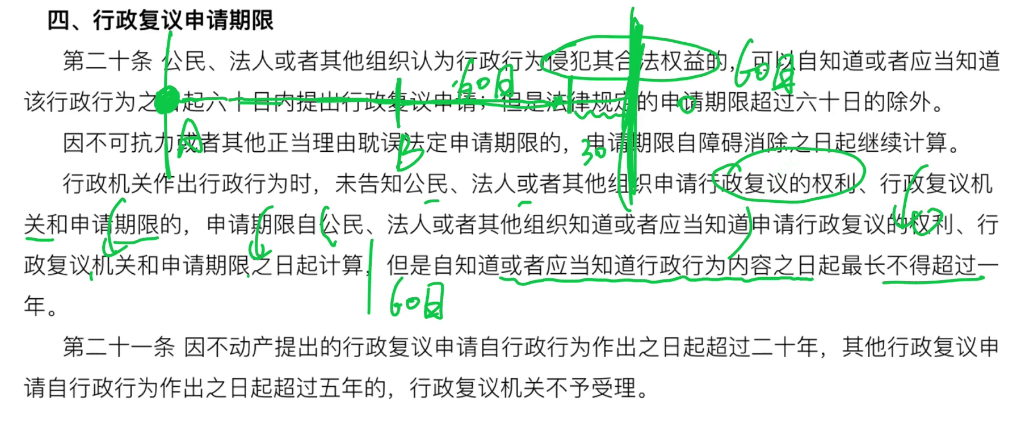 四、行政复议申请期限
第二十条 公民、法人或者其他组织认为行政行为侵犯其合法权益的，可以自知道或者应当知道
60日 60日
该行政行为之日起六十日内提出行政复议申请；但是法律规定的申请期限超过六十日的除外。
A B 30
因不可抗力或者其他正当理由耽误法定申请期限的，申请期限自障碍消除之日起继续计算。
行政机关作出行政行为时，未告知公民、法人或者其他组织申请行政复议的权利、行政复议机
关和申请期限的，申请期限自公民、法人或者其他组织知道或者应当知道申请行政复议的权利、行
政复议机关和申请期限之日起计算，但是自知道或者应当知道行政行为内容之日起最长不得超过一
60日
年。
第二十一条 因不动产提出的行政复议申请自行政行为作出之日起超过二十年，其他行政复议申
请自行政行为作出之日起超过五年的，行政复议机关不予受理。